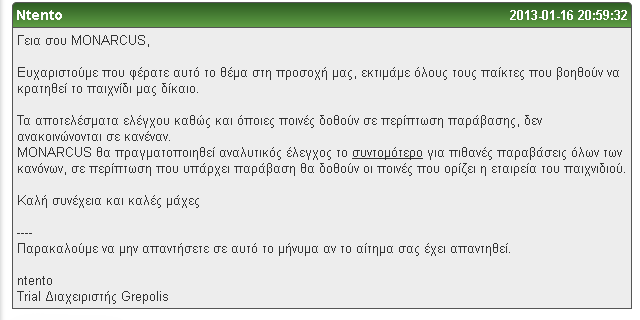 Ntento 2013-01-16 20:59:32
Γεια σου MONARCUS,
Ευχαριστούμε που φέρατε αυτό το θέμα στη προσοχή μας, εκτιμάμε όλους τους παίκτες που βοηθούν να
κρατηθεί το παιχνίδι μας δίκαιο.
Τα αποτελέσματα ελέγχου καθώς και όποιες ποινές δοθούν σε περίπτωση παράβασης, δεν
ανακοινώνονται σε κανέναν.
MONARCUS θα πραγματοποιηθεί αναλυτικός έλεγχος το συντομότερο για πιθανές παραβάσεις όλων των
κανόνων, σε περίπτωση που υπάρχει παράβαση θα δοθούν οι ποινές που ορίζει η εταιρεία του παιχνιδιού.
Καλή συνέχεια και καλές μάχες
----
Παρακαλούμε να μην απαντήσετε σε αυτό το μήνυμα αν το αίτημα σας έχει απαντηθεί.
ntento
Trial Διαχειριστής Grepolis